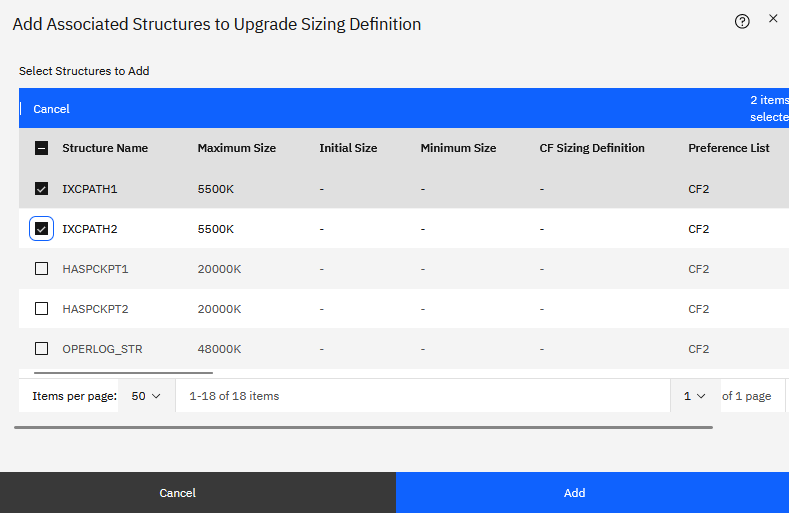 Add Associated Structures to Upgrade Sizing Definition
Select Structures to Add
Cancel 2 items
selecte
Structure Name Maximum Size Initial Size Minimum Size CF Sizing Definition Preference List
IXCPATH1 5500K - - - CF2
IXCPATH2 5500K - - - CF2
HASPCKPT1 20000K - - - CF2
HASPCKPT2 20000K - - - CF2
OPERLOG_STR 48000K - - - CF2
Items per page: 50 1-18 of 18 items 1 of 1 page
Cancel Add